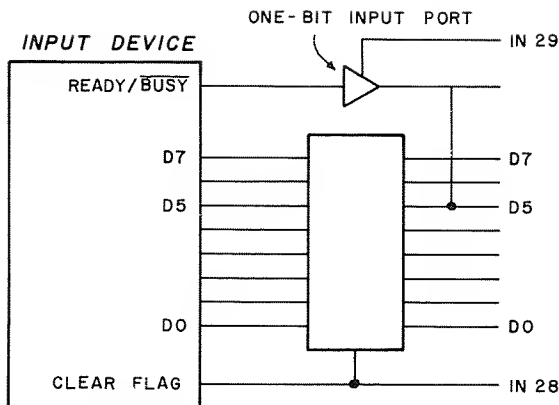 ONE-BIT INPUT PORT
INPUT DEVICE
IN 29
READY/BUSY
D7
D7
D5
D5
D0
D0
CLEAR FLAG
IN 28